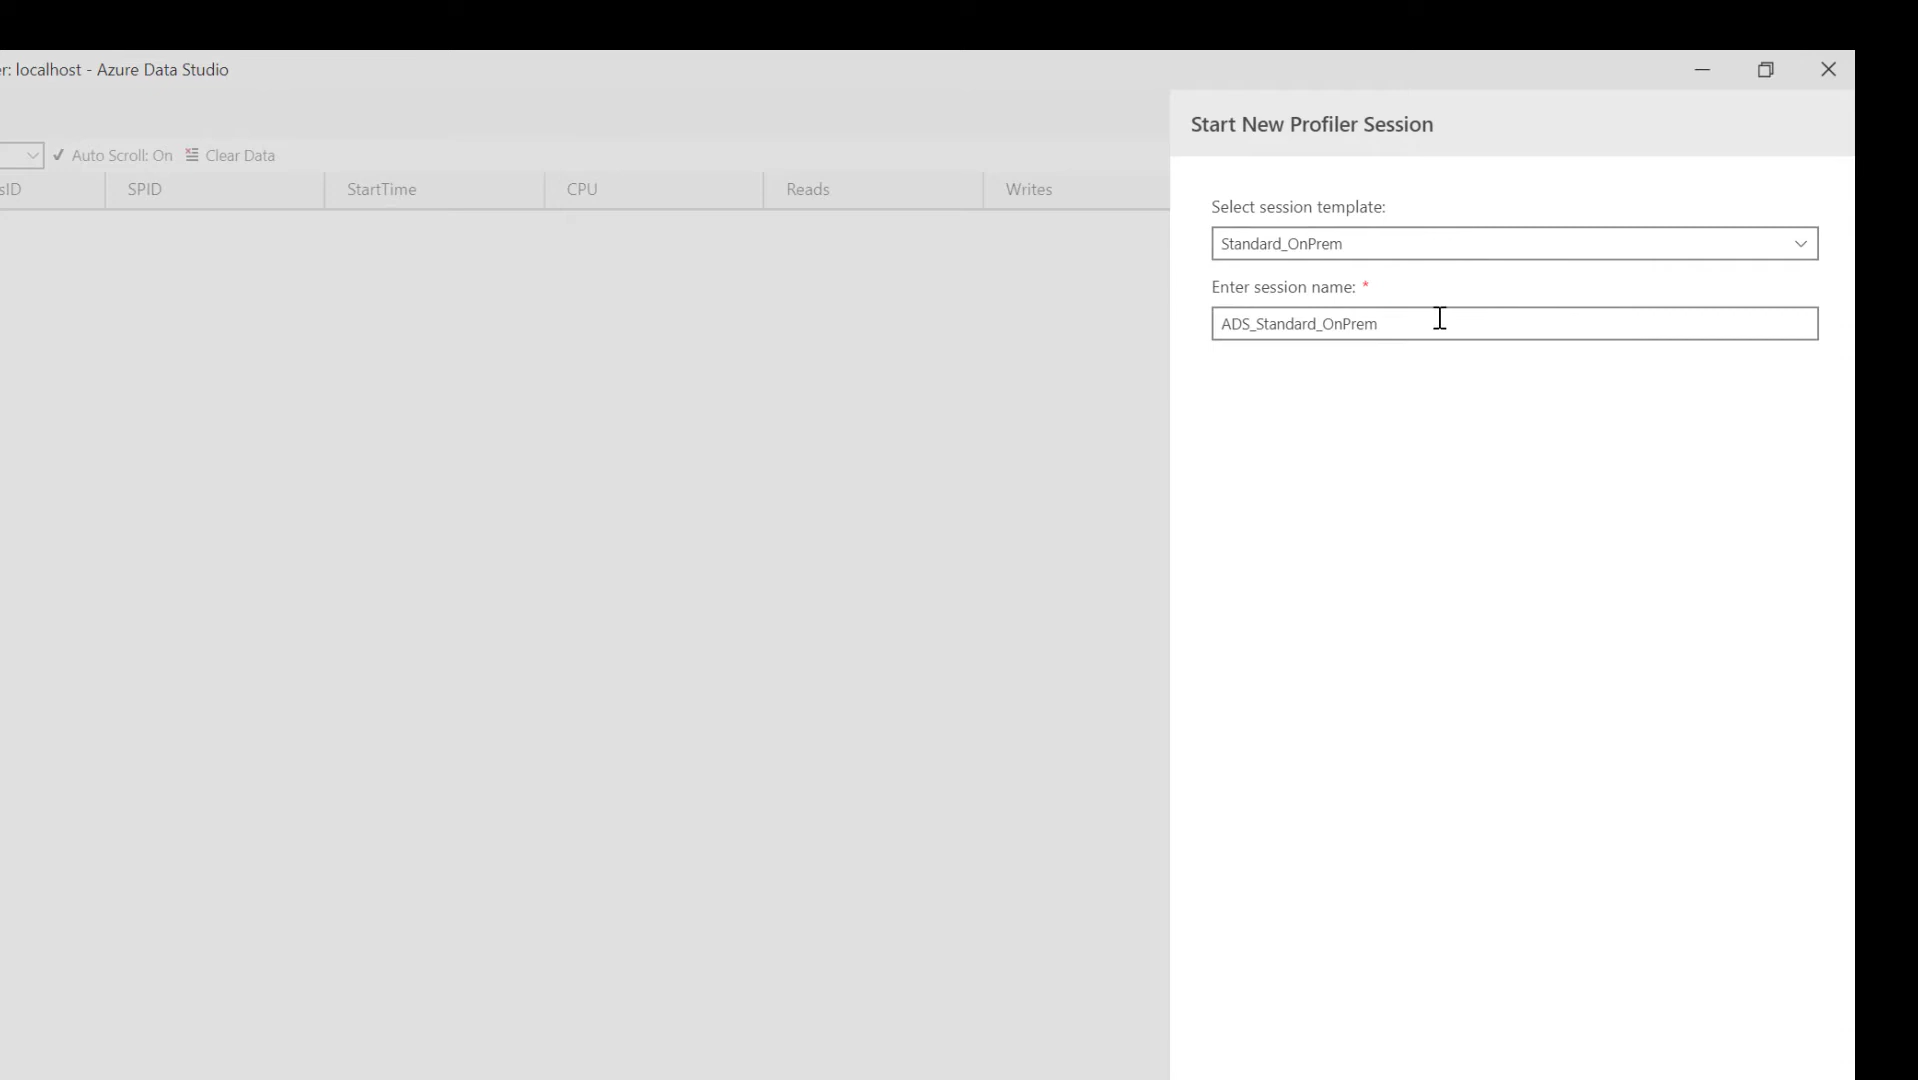 er: localhost - Azure Data Studio
Start New Profiler Session
Auto Scroll: On Clear Data
sID SPID StartTime CPU Reads Writes
Select session template:
Standard_OnPrem
Enter session name: *
ADS_Standard_OnPrem